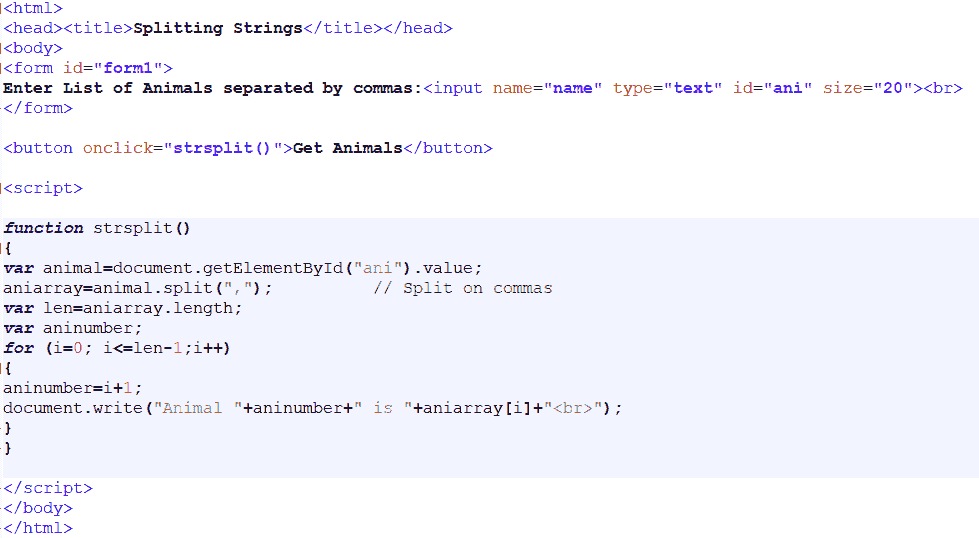 <html>
<head><title>Splitting Strings</title></head>
<body>
<form id="form1">
Enter List of Animals separated by commas:<input name="name" type="text" id="ani" size="20"><br>
</form>
<button onclick="strsplit()">Get Animals</button>
<script>
function strsplit()
{
var animal=document.getElementById("ani").value;
aniarray=animal.split(",");          // Split on commas
var len=aniarray.length;
var aninumber;
for (i=0; i<=len-1;i++)
{
aninumber=i+1;
document.write("Animal "+aninumber+" is "+aniarray[i]+"<br>");
}
}
</script>
</body>
</html>